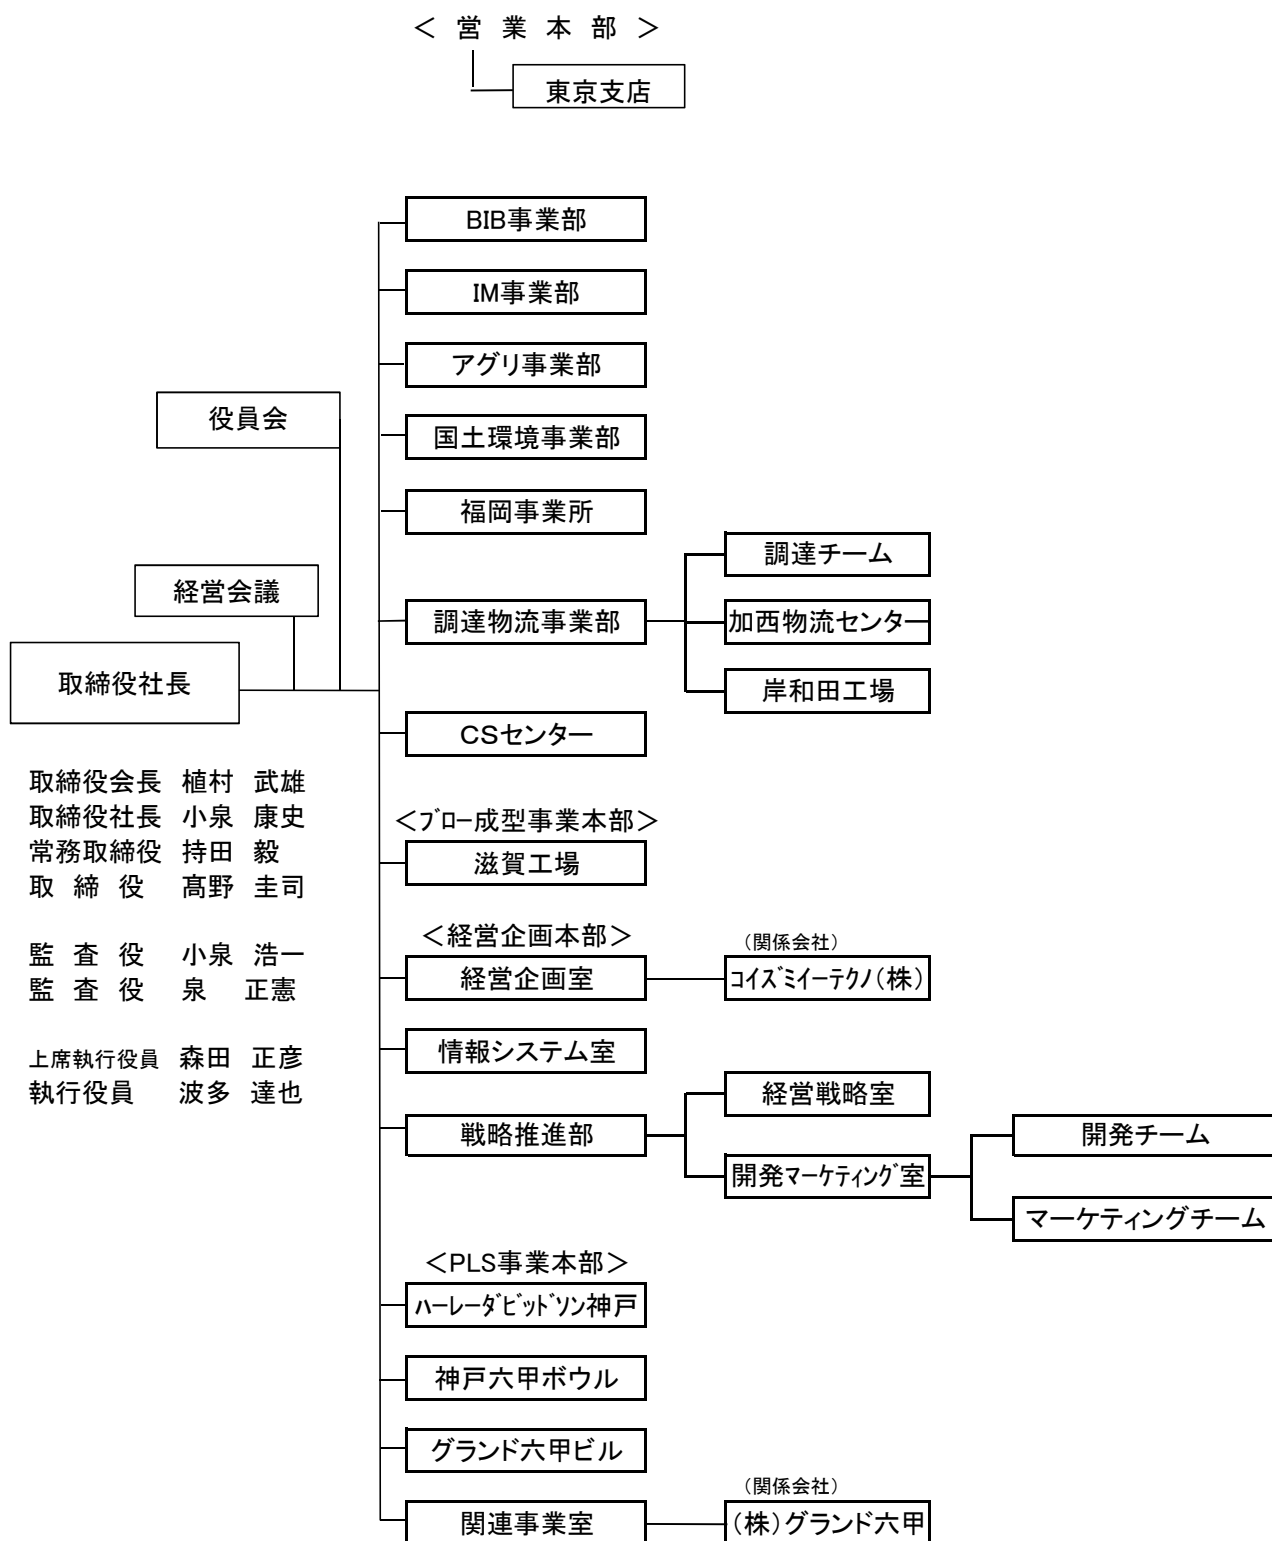 ＜ 営 業 本 部 ＞
東京支店
BIB事業部
IM事業部
アグリ事業部
役員会
国土環境事業部
福岡事業所
調達チーム
経営会議
調達物流事業部
加西物流センター
取締役社長
岸和田工場
CSセンター
取締役会長 植村 武雄
取締役社長 小泉 康史
常務取締役 持田 毅
取 締 役 髙野 圭司
監 査 役 小泉 浩一
監 査 役 泉 正憲
上席執行役員 森田 正彦
執行役員 波多 達也
＜ﾌﾞﾛｰ成型事業本部＞
滋賀工場
＜経営企画本部＞
経営企画室
（関係会社）
ｺｲｽﾞﾐｲｰﾃｸﾉ（株）
情報システム室
経営戦略室
戦略推進部
開発ﾏｰｹﾃｨﾝｸﾞ室
開発チーム
マーケティングチーム
＜PLS事業本部＞
ﾊｰﾚｰﾀﾞﾋﾞｯﾄﾞｿﾝ神戸
神戸六甲ボウル
グランド六甲ビル
関連事業室
（関係会社）
（株）グランド六甲